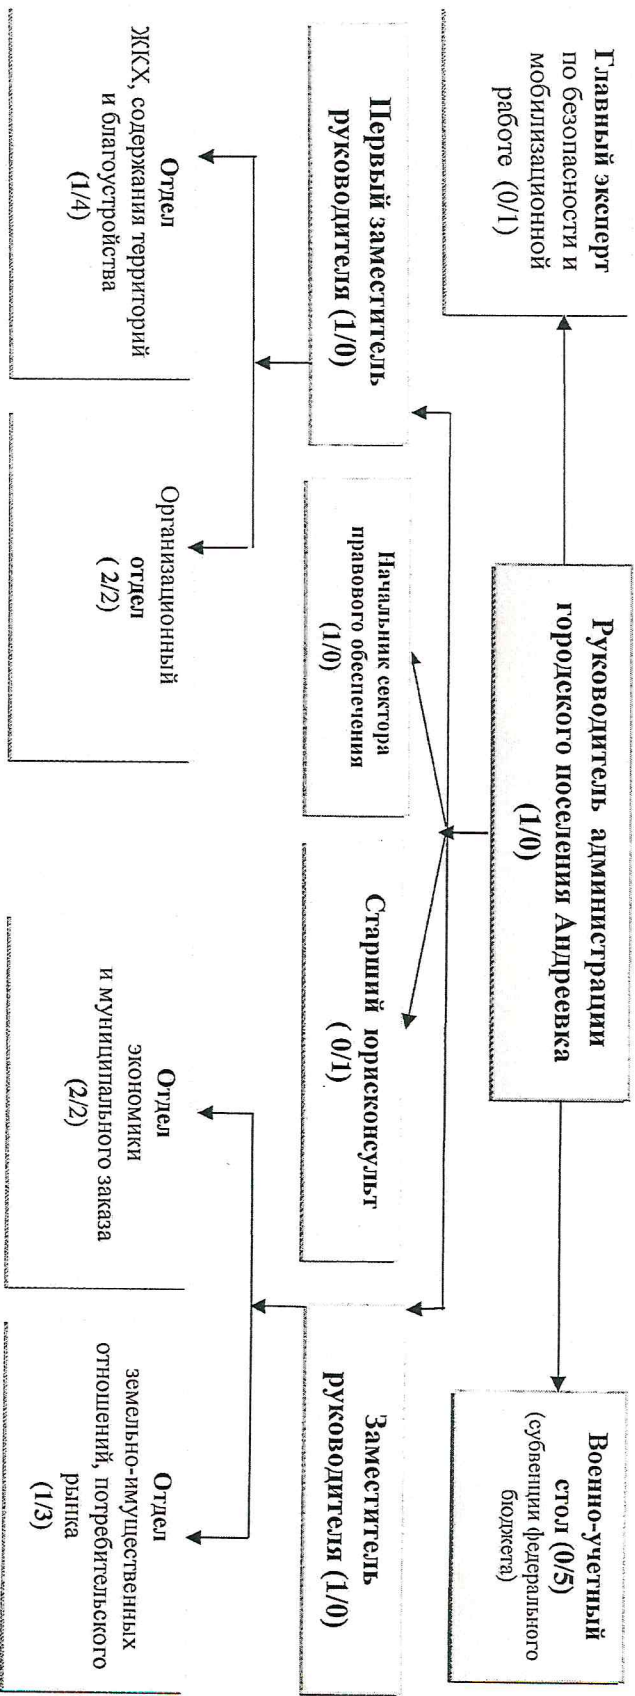 Руководитель администрации
городского поселения Андреевка
(1/0)
Главный эксперт
по безопасности и
мобилизационной
работе (0/1)
Военно-учетный
стол (0/5)
(субвенции федерального
бюджета)
Первый заместитель
руководителя (1/0)
Начальник сектора
правового обеспечения
(1/0)
Старший юрисконсульт
( 0/1)
Заместитель
руководителя (1/0)
Отдел
ЖКХ, содержания территорий
и благоустройства
(1/4)
Организационный
отдел
( 2/2)
Отдел
экономики
и муниципального заказа
(2/2)
Отдел
земельно-имущественных
отношений, потребительского
рынка
(1/3)